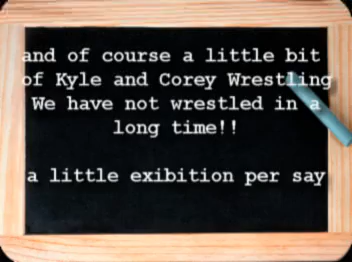 and of course a little bit
of Kyle and Corey Wrestling
We have not wrestled in a
long time!!
a little exibition per say